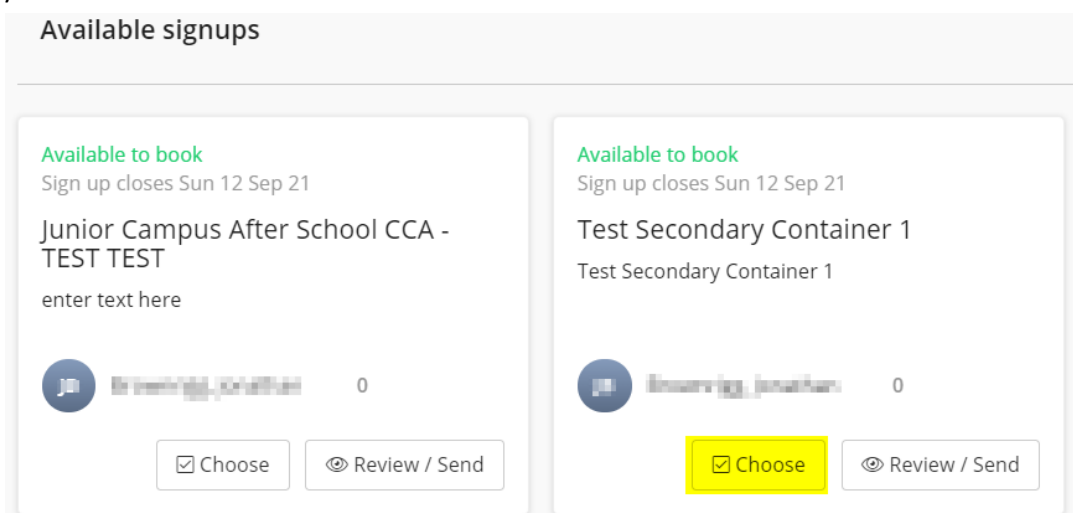 Available signups
Available to book
Sign up closes Sun 12 Sep 21
Junior Campus After School CCA -
TEST TEST
enter text here
0
Choose
Review / Send
Available to book
Sign up closes Sun 12 Sep 21
Test Secondary Container 1
Test Secondary Container 1
0
Choose
Review / Send